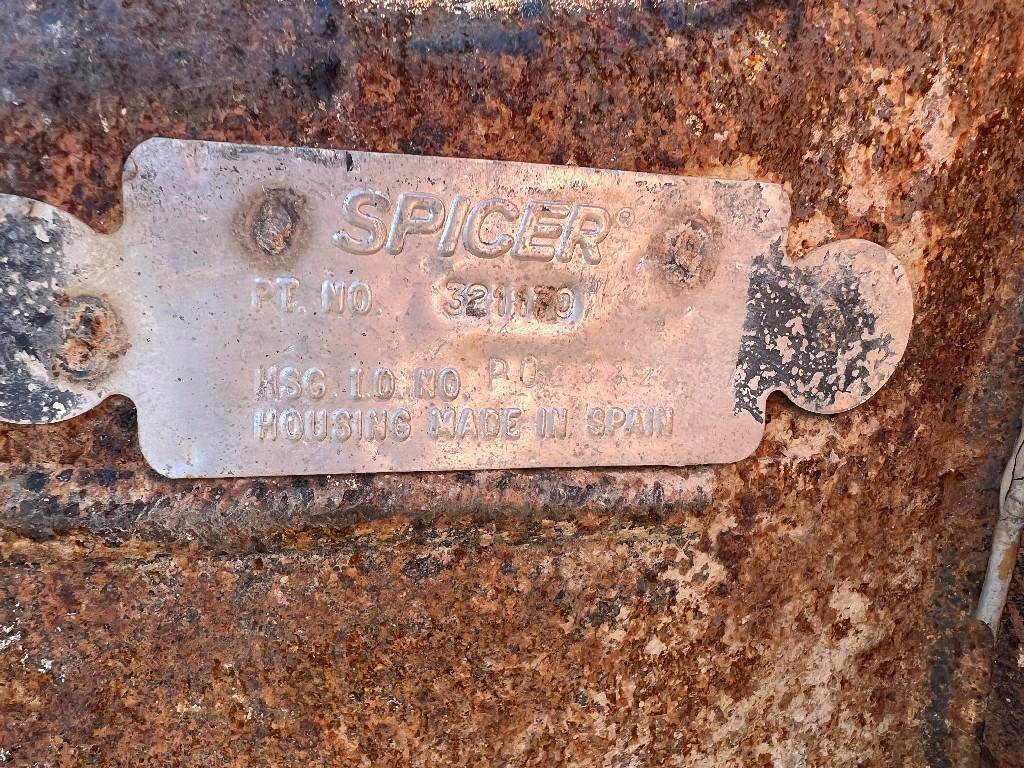 SPICER®
PT. NO. 321170
HSG. I.D. NO. P.O.
HOUSING MADE IN SPAIN